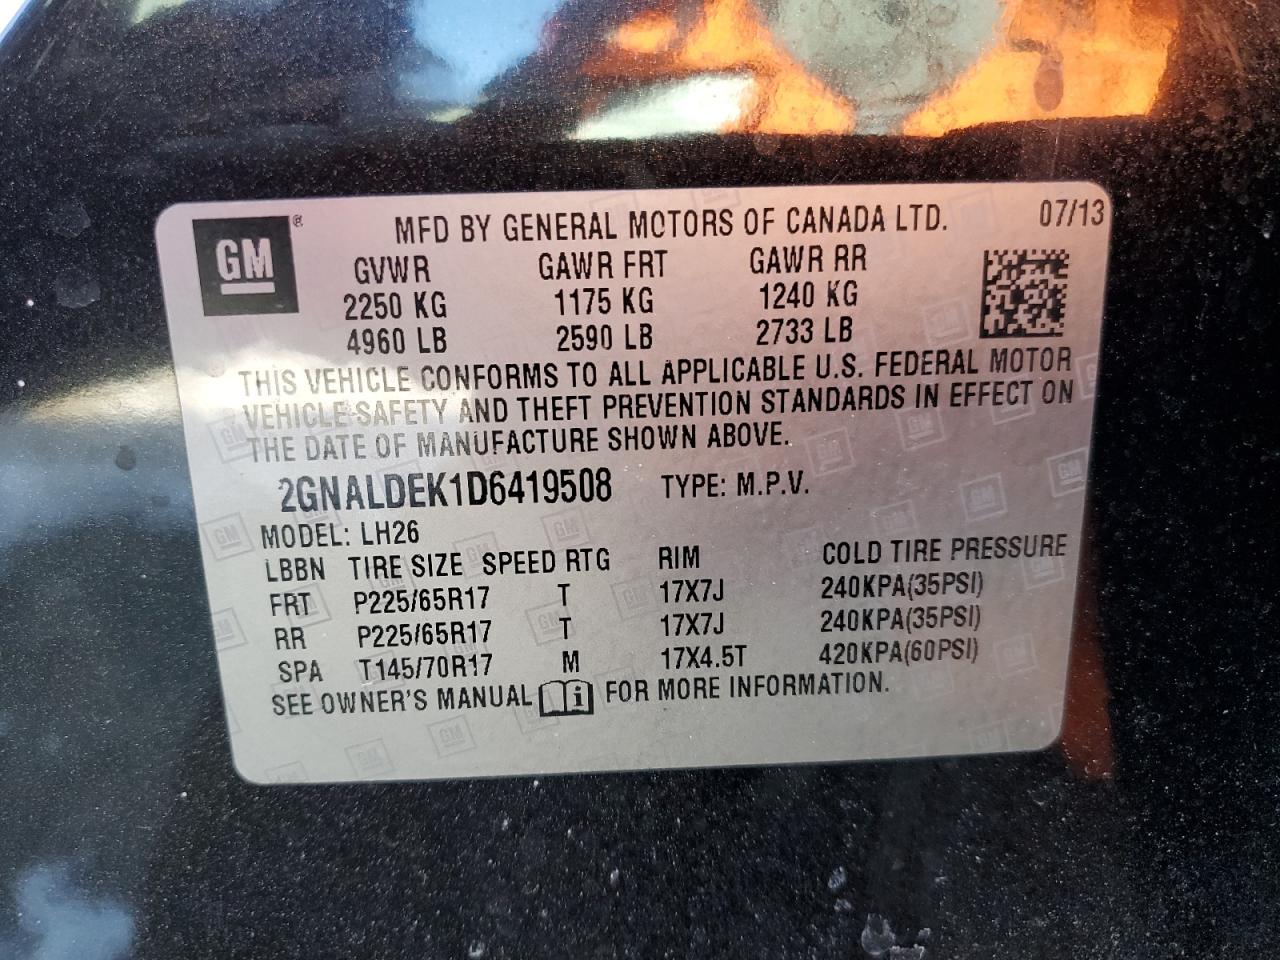 GM ®
MFD BY GENERAL MOTORS OF CANADA LTD. 07/13
GVWR GAWR FRT GAWR RR
2250 KG 1175 KG 1240 KG
4960 LB 2590 LB 2733 LB
THIS VEHICLE CONFORMS TO ALL APPLICABLE U.S. FEDERAL MOTOR
VEHICLE SAFETY AND THEFT PREVENTION STANDARDS IN EFFECT ON
THE DATE OF MANUFACTURE SHOWN ABOVE.
2GNALDEK1D6419508 TYPE: M.P.V.
MODEL: LH26
LBBN TIRE SIZE SPEED RTG RIM COLD TIRE PRESSURE
FRT P225/65R17 T 17X7J 240KPA(35PSI)
RR P225/65R17 T 17X7J 240KPA(35PSI)
SPA T145/70R17 M 17X4.5T 420KPA(60PSI)
SEE OWNER'S MANUAL i FOR MORE INFORMATION.